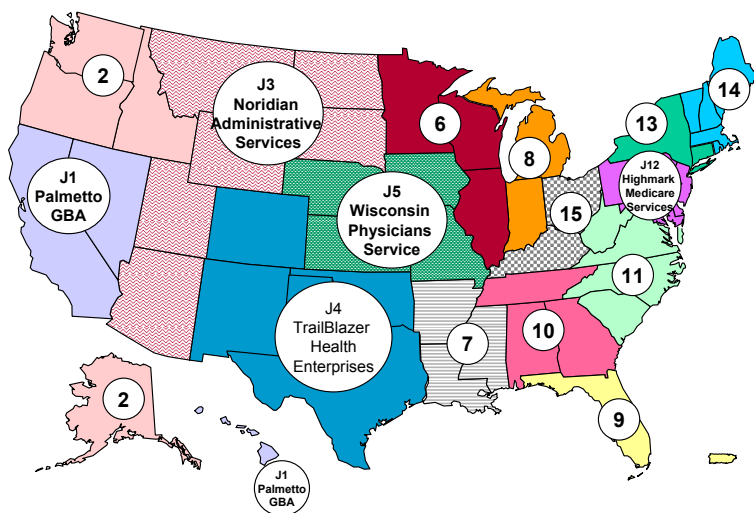 2
J3
Noridian
Administrative
Services
6
14
13
8
J1
Palmetto
GBA
J12
Highmark
Medicare
Services
J5
Wisconsin
Physicians
Service
15
11
J4
TrailBlazer
Health
Enterprises
7
10
2
9
J1
Palmetto
GBA